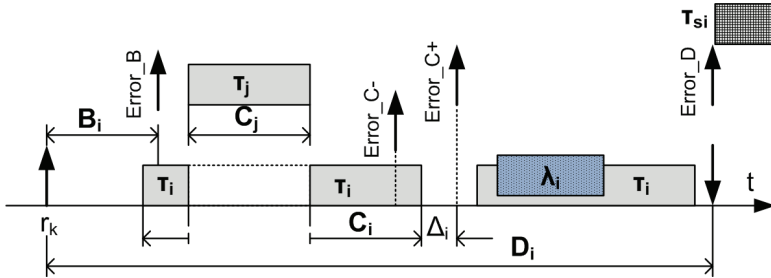 τsi
Error_B
Error_C-
Error_C+
Error_D
τj
Bi
Cj
τi
τi
λi
τi
t
rk
Ci
Δi
Di